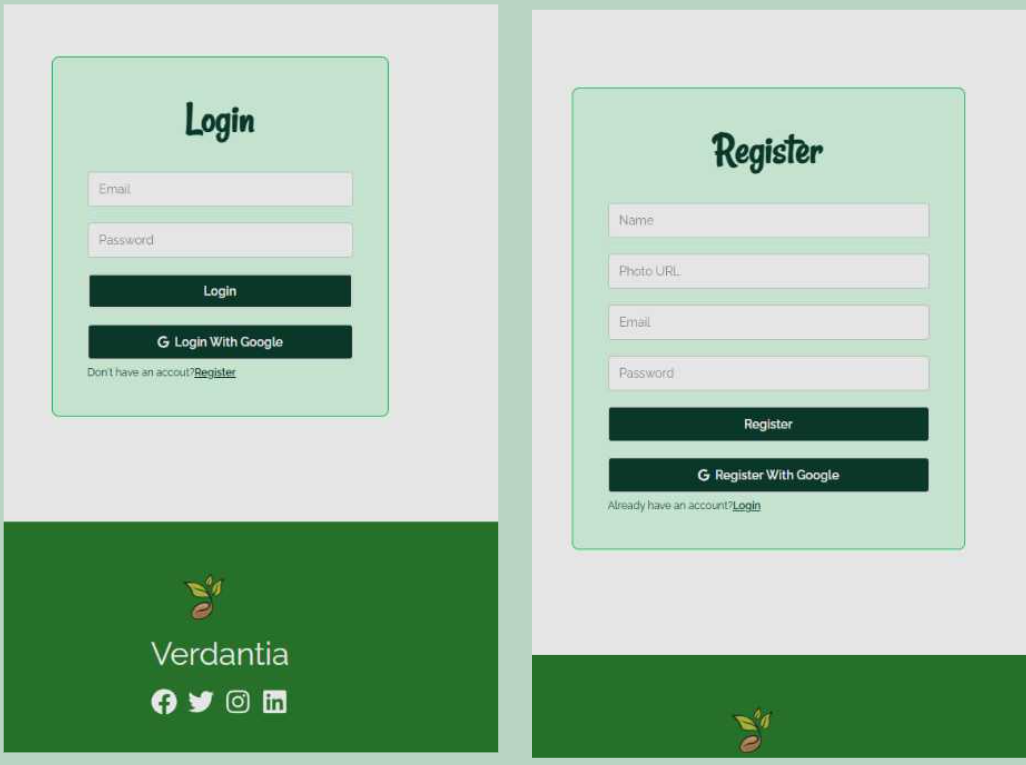 Login
Email
Password
Login
G Login With Google
Don't have an accout?Register
Verdantia
Register
Name
Photo URL
Email
Password
Register
G Register With Google
Already have an account?Login